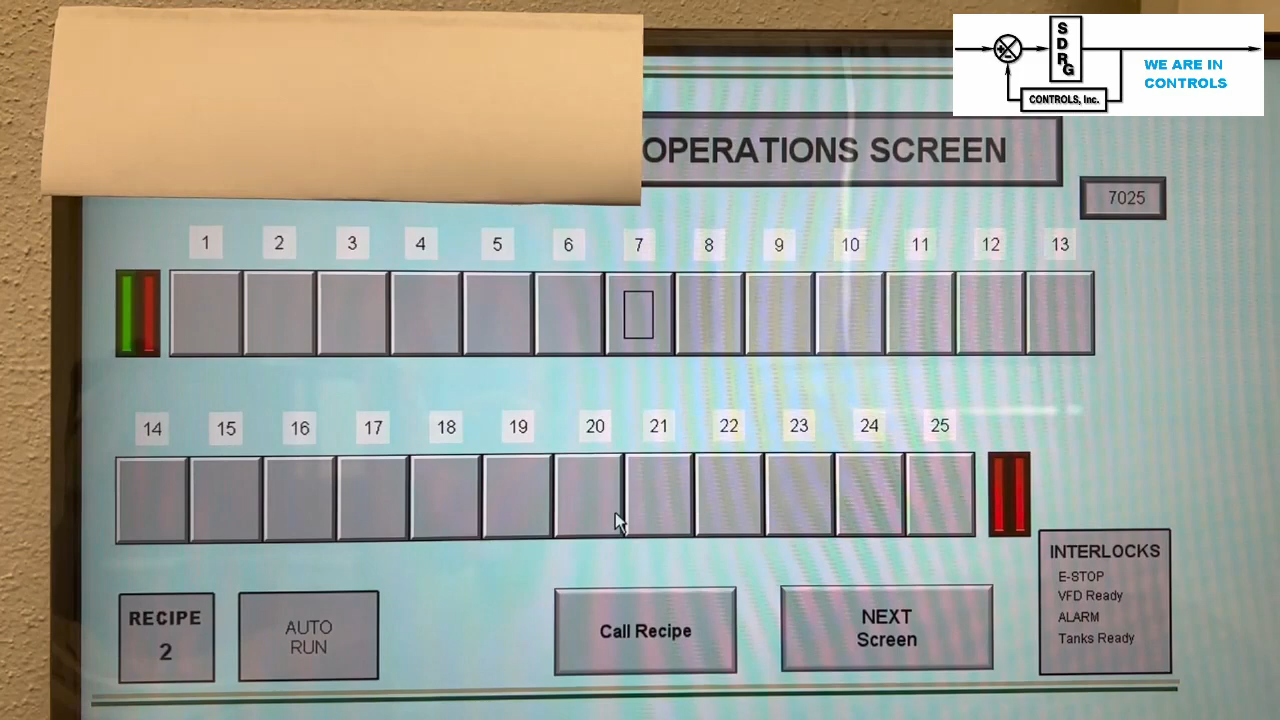 S
D
R
G
CONTROLS, Inc.
WE ARE IN
CONTROLS
OPERATIONS SCREEN
7025
1 2 3 4 5 6 7 8 9 10 11 12 13
14 15 16 17 18 19 20 21 22 23 24 25
RECIPE
2
AUTO
RUN
Call Recipe
NEXT
Screen
INTERLOCKS
E-STOP
VFD Ready
ALARM
Tanks Ready